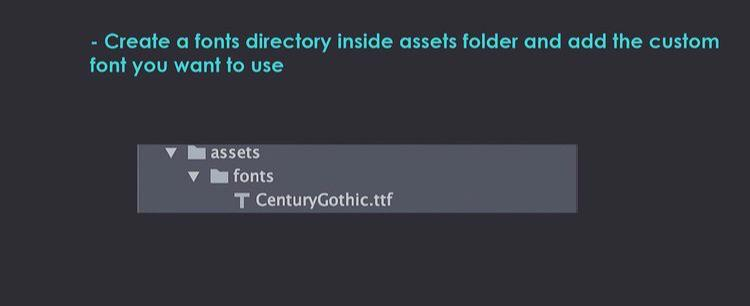 - Create a fonts directory inside assets folder and add the custom
font you want to use
assets
fonts
CenturyGothic.ttf